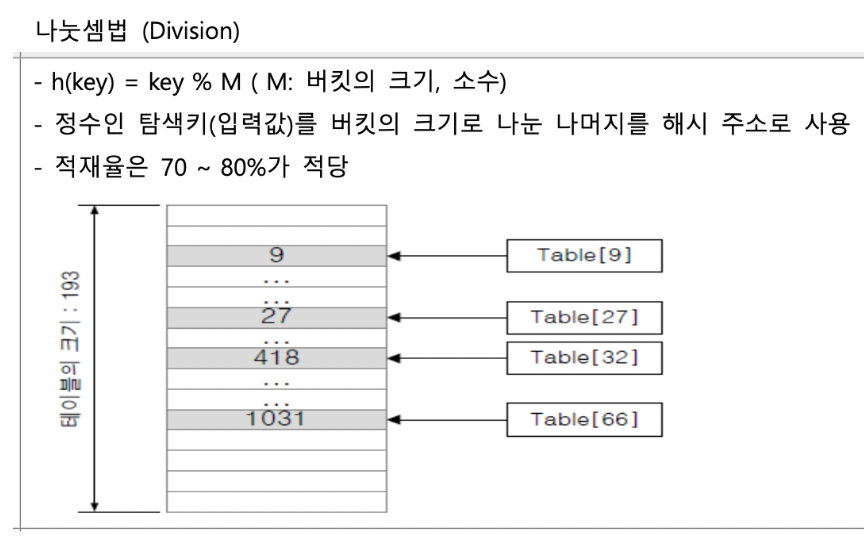 나눗셈법 (Division)
- h(key) = key % M ( M: 버킷의 크기, 소수)
- 정수인 탐색키(입력값)를 버킷의 크기로 나눈 나머지를 해시 주소로 사용
- 적재율은 70 ~ 80%가 적당
테이블의 크기 : 193
9
Table[9]
...
...
27
Table[27]
...
418
Table[32]
...
...
1031
Table[66]